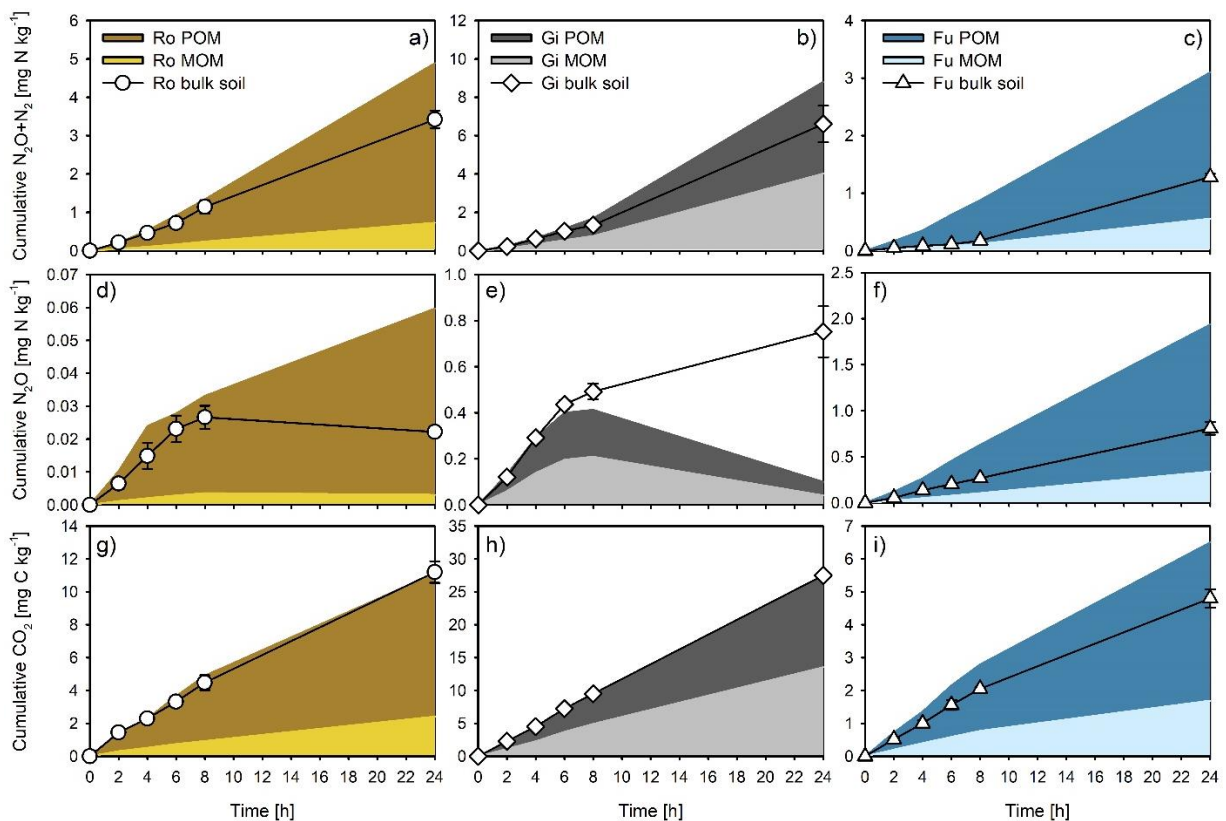 Cumulative N₂O+N₂ [mg N kg⁻¹]
6
5
4
3
2
1
0
Ro POM
Ro MOM
Ro bulk soil
a)
12
10
8
6
4
2
0
Gi POM
Gi MOM
Gi bulk soil
b)
4
3
2
1
0
Fu POM
Fu MOM
Fu bulk soil
c)
Cumulative N₂O [mg N kg⁻¹]
0.07
0.06
0.05
0.04
0.03
0.02
0.01
0.00
d)
1.0
0.8
0.6
0.4
0.2
0.0
e)
2.5
2.0
1.5
1.0
0.5
0.0
f)
Cumulative CO₂ [mg C kg⁻¹]
14
12
10
8
6
4
2
0
g)
35
30
25
20
15
10
5
0
h)
7
6
5
4
3
2
1
0
i)
0 2 4 6 8 10 12 14 16 18 20 22 24
0 2 4 6 8 10 12 14 16 18 20 22 24
0 2 4 6 8 10 12 14 16 18 20 22 24
Time [h]
Time [h]
Time [h]